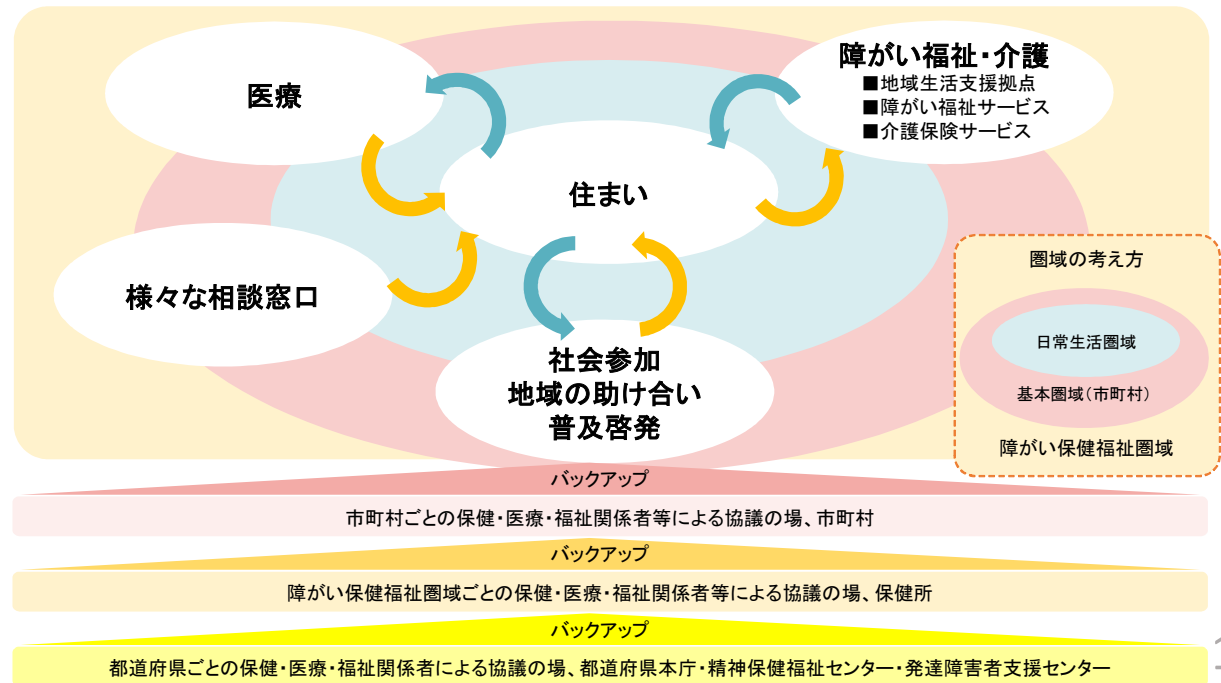 医療
障がい福祉・介護
■地域生活支援拠点
■障がい福祉サービス
■介護保険サービス
住まい
様々な相談窓口
社会参加
地域の助け合い
普及啓発
圏域の考え方
日常生活圏域
基本圏域(市町村)
障がい保健福祉圏域
バックアップ
市町村ごとの保健・医療・福祉関係者等による協議の場、市町村
バックアップ
障がい保健福祉圏域ごとの保健・医療・福祉関係者等による協議の場、保健所
バックアップ
都道府県ごとの保健・医療・福祉関係者による協議の場、都道府県本庁・精神保健福祉センター・発達障害者支援センター